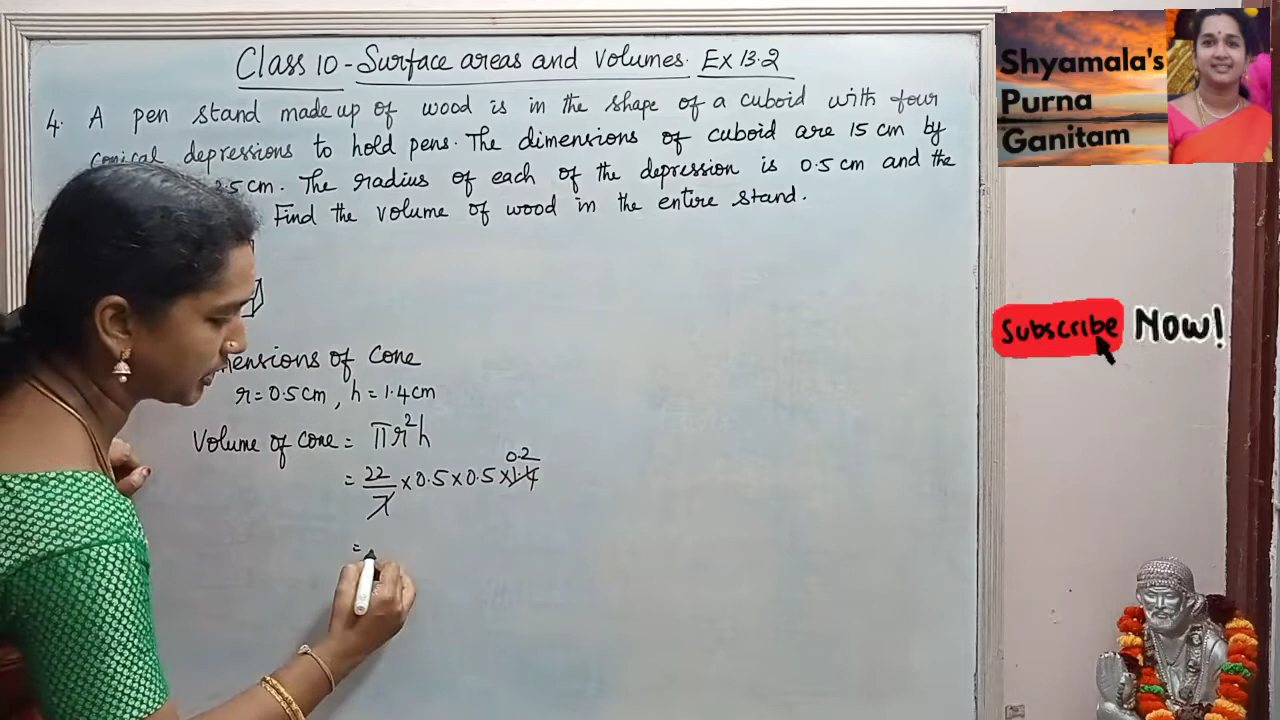 Class 10 - Surface areas and volumes. Ex 13.2
4. A pen stand made up of wood is in the shape of a cuboid with four
conical depressions to hold pens. The dimensions of cuboid are 15 cm by
3.5 cm. The radius of each of the depression is 0.5 cm and the
Find the volume of wood in the entire stand.
mensions of cone
r = 0.5 cm, h = 1.4 cm
Volume of cone = πr²h
0.2
= 22/7 × 0.5 × 0.5 × 1.4
=
Shyamala's
Purna
Ganitam
Subscribe Now!